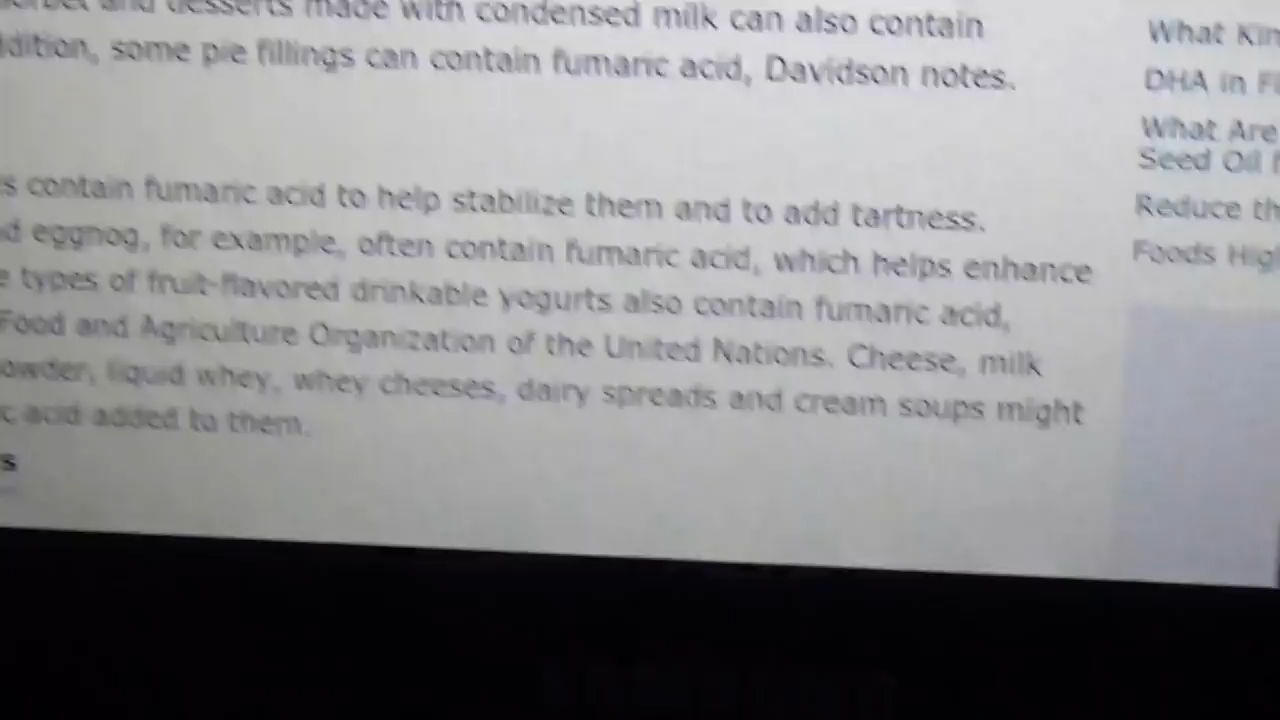 and desserts made with condensed milk can also contain
dition, some pie fillings can contain fumaric acid, Davidson notes.
s contain fumaric acid to help stabilize them and to add tartness.
d eggnog, for example, often contain fumaric acid, which helps enhance
e types of fruit-flavored drinkable yogurts also contain fumaric acid,
Food and Agriculture Organization of the United Nations. Cheese, milk
owder, liquid whey, whey cheeses, dairy spreads and cream soups might
c acid added to them.
s
What Kin
DHA in Fi
What Are
Seed Oil
Reduce th
Foods Hig